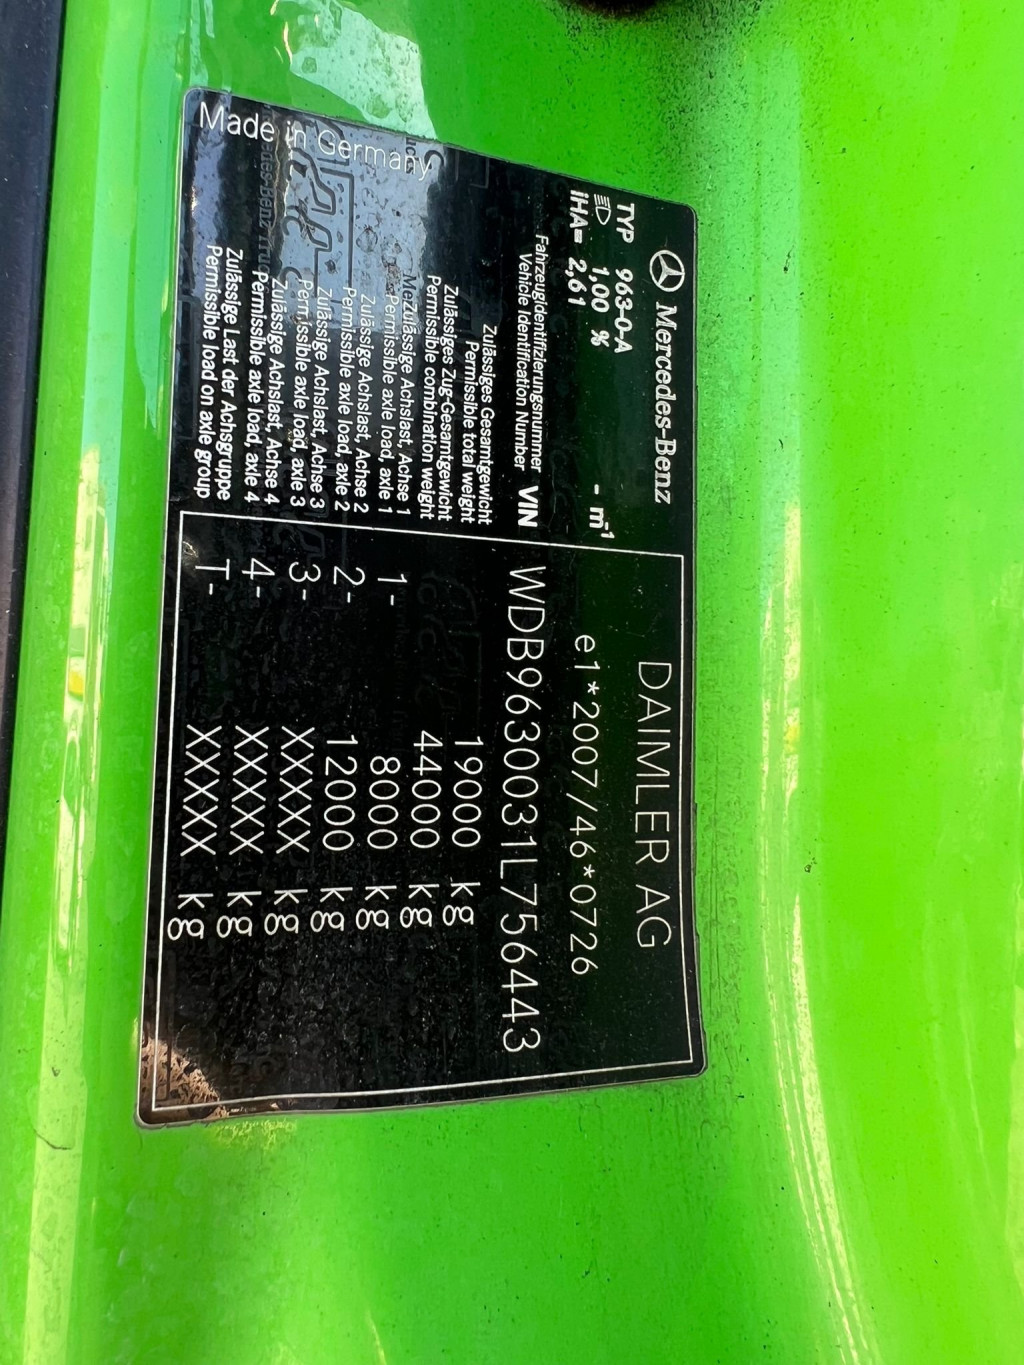 Mercedes-Benz
DAIMLER AG
TYP 963-0-A
1,00 % - m⁻¹
e1*2007/46*0726
iHA= 2,61
Fahrzeugidentifizierungsnummer
Vehicle Identification Number VIN
WDB9630031L756443
Zulässiges Gesamtgewicht
Permissible total weight
19000 kg
Zulässiges Zug-Gesamtgewicht
Permissible combination weight
44000 kg
Zulässige Achslast, Achse 1
Permissible axle load, axle 1
1- 8000 kg
Zulässige Achslast, Achse 2
Permissible axle load, axle 2
2- 12000 kg
Zulässige Achslast, Achse 3
Permissible axle load, axle 3
3- XXXXX kg
Zulässige Achslast, Achse 4
Permissible axle load, axle 4
4- XXXXX kg
Zulässige Last der Achsgruppe
Permissible load on axle group
T- XXXXX kg
Made in Germany